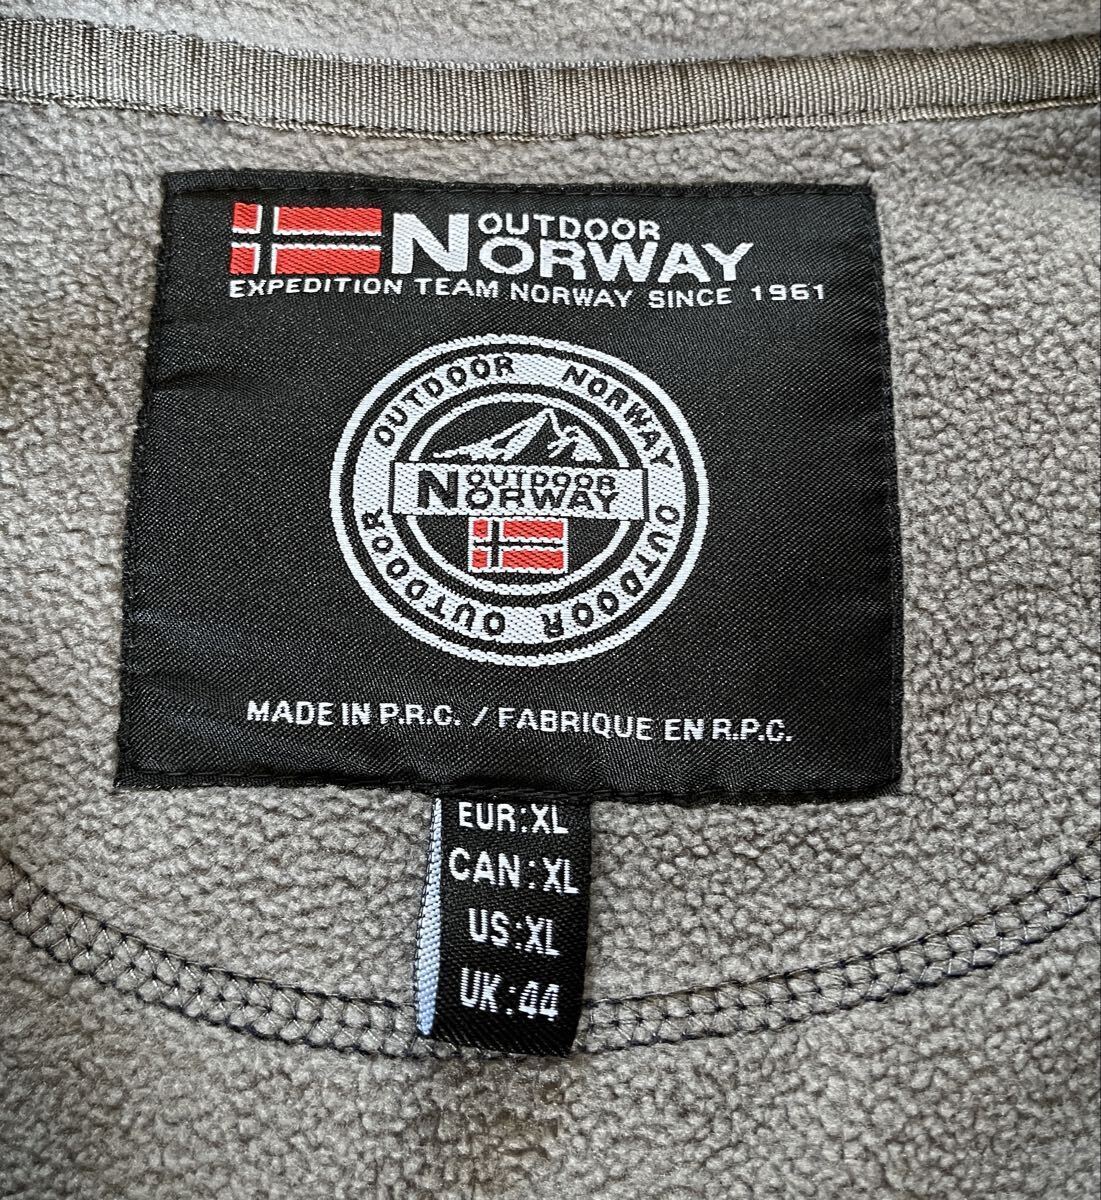 OUTDOOR
NORWAY
EXPEDITION TEAM NORWAY SINCE 1961
OUTDOOR NORWAY OUTDOOR OUTDOOR OUTDOOR
OUTDOOR
NORWAY
MADE IN P.R.C. / FABRIQUE EN R.P.C.
EUR:XL
CAN:XL
US:XL
UK:44